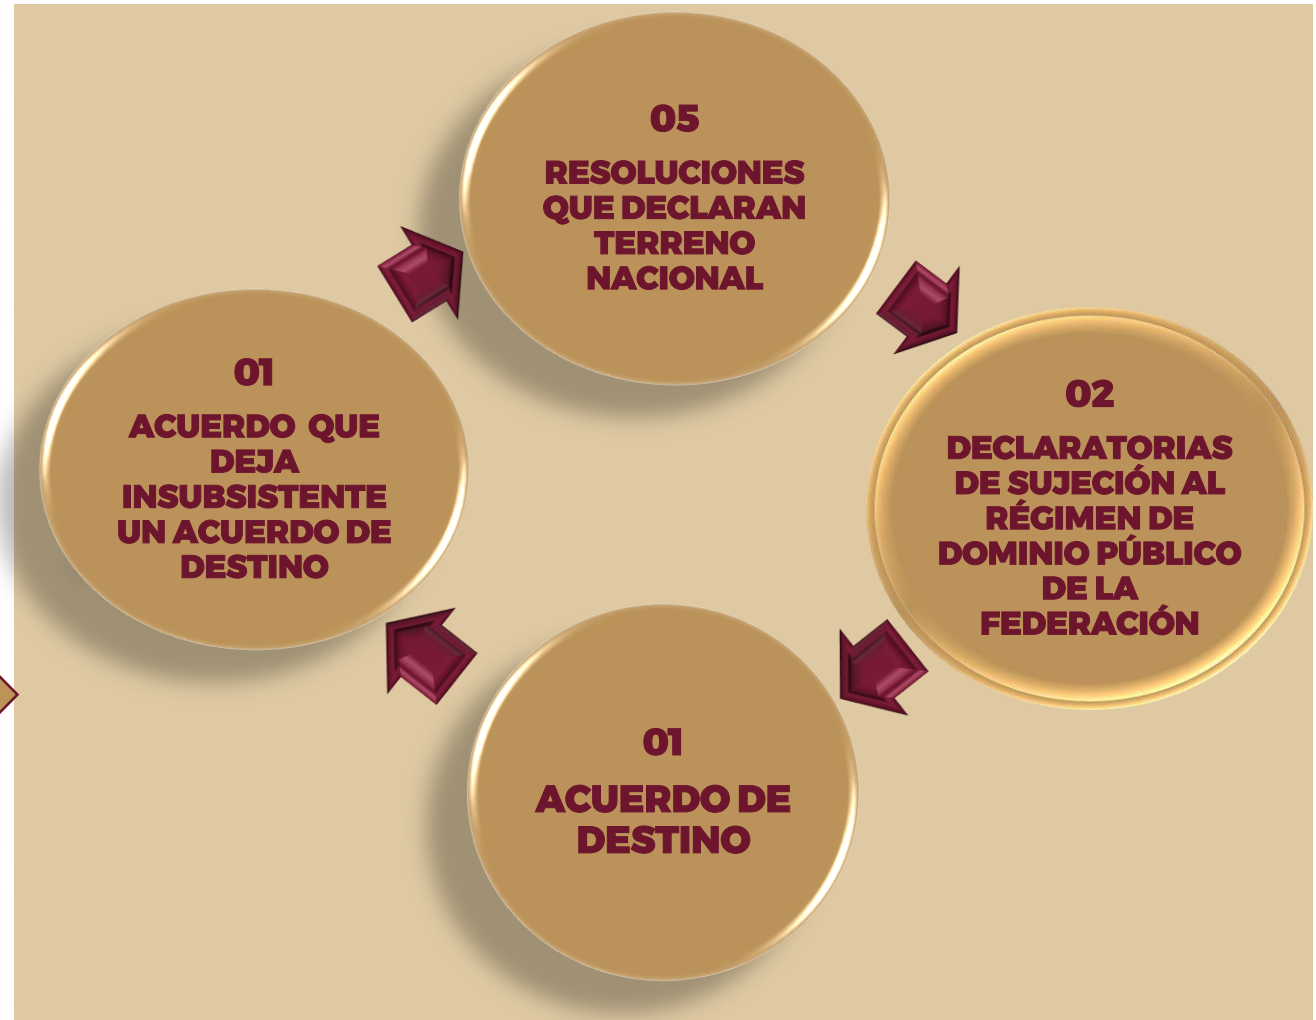 05
RESOLUCIONES
QUE DECLARAN
TERRENO
NACIONAL
02
DECLARATORIAS
DE SUJECIÓN AL
RÉGIMEN DE
DOMINIO PÚBLICO
DE LA
FEDERACIÓN
01
ACUERDO DE
DESTINO
01
ACUERDO QUE
DEJA
INSUBSISTENTE
UN ACUERDO DE
DESTINO